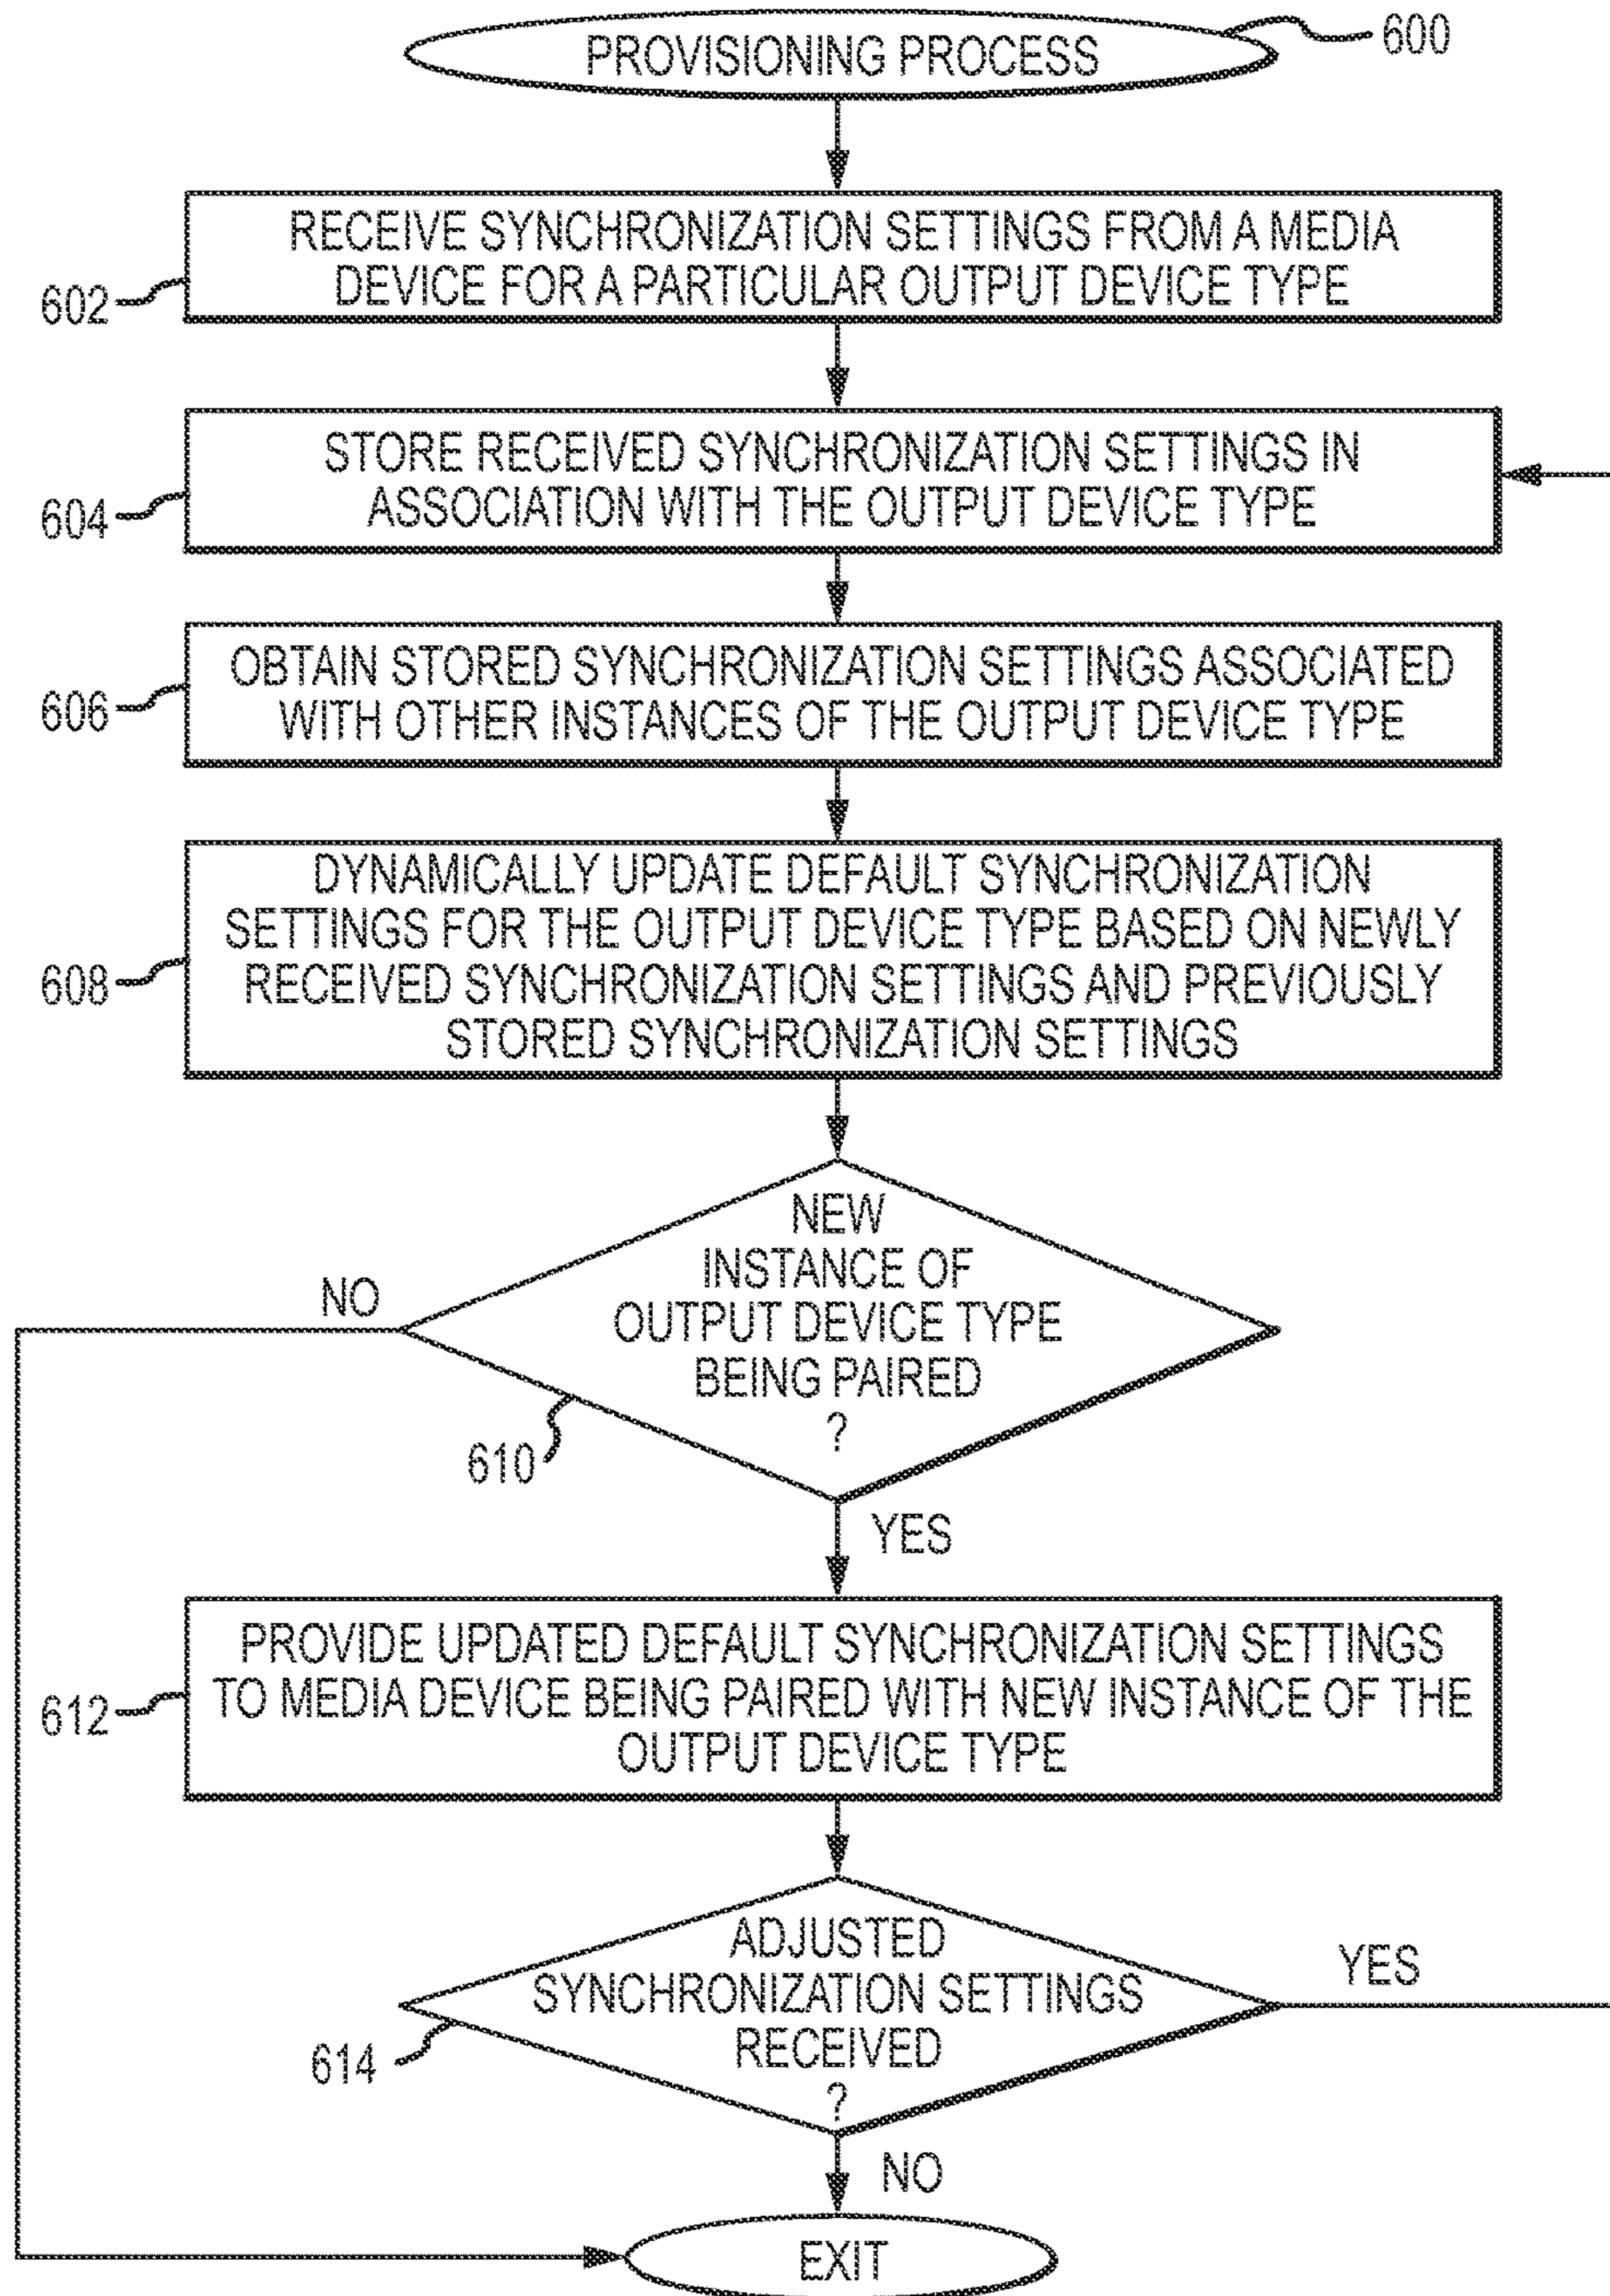 PROVISIONING PROCESS
600
RECEIVE SYNCHRONIZATION SETTINGS FROM A MEDIA
DEVICE FOR A PARTICULAR OUTPUT DEVICE TYPE
602
STORE RECEIVED SYNCHRONIZATION SETTINGS IN
ASSOCIATION WITH THE OUTPUT DEVICE TYPE
604
OBTAIN STORED SYNCHRONIZATION SETTINGS ASSOCIATED
WITH OTHER INSTANCES OF THE OUTPUT DEVICE TYPE
606
DYNAMICALLY UPDATE DEFAULT SYNCHRONIZATION
SETTINGS FOR THE OUTPUT DEVICE TYPE BASED ON NEWLY
RECEIVED SYNCHRONIZATION SETTINGS AND PREVIOUSLY
STORED SYNCHRONIZATION SETTINGS
608
NEW
INSTANCE OF
OUTPUT DEVICE TYPE
BEING PAIRED
?
NO
610
YES
PROVIDE UPDATED DEFAULT SYNCHRONIZATION SETTINGS
TO MEDIA DEVICE BEING PAIRED WITH NEW INSTANCE OF THE
OUTPUT DEVICE TYPE
612
ADJUSTED
SYNCHRONIZATION SETTINGS
RECEIVED
?
YES
614
NO
EXIT